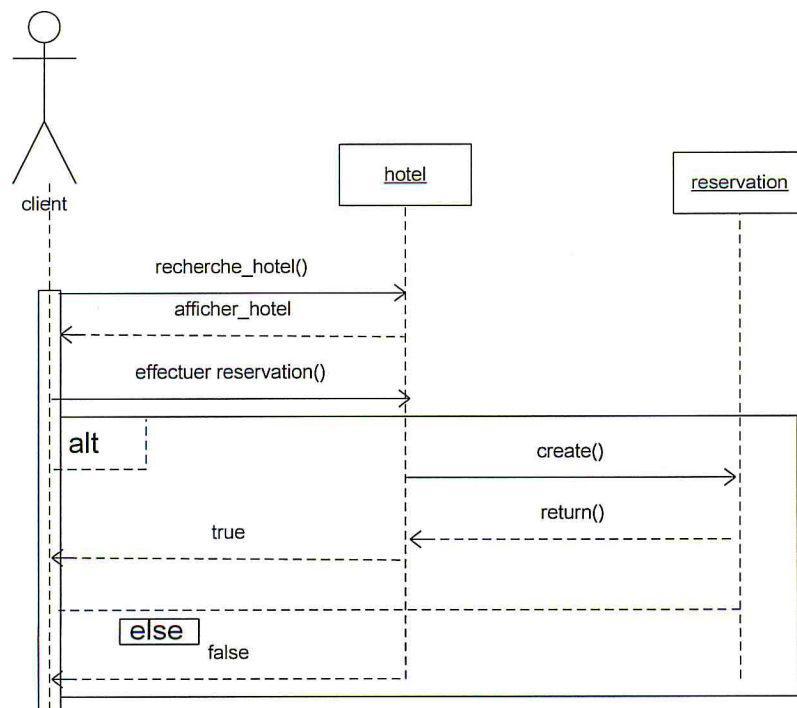 client
hotel
reservation
recherche_hotel()
afficher_hotel
effectuer reservation()
alt
create()
return()
true
else
false